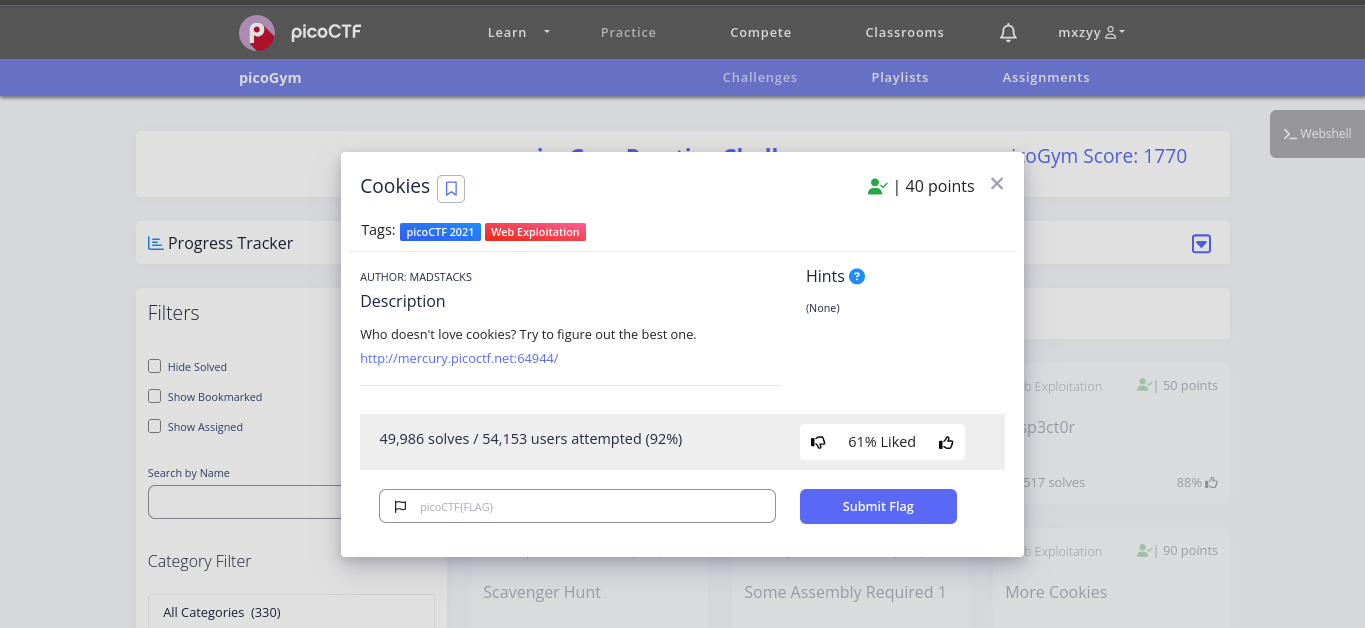 picoCTF
Learn Practice Compete Classrooms mxzyy
picoGym Challenges Playlists Assignments
Webshell
Gym Score: 1770
Cookies | 40 points
Tags: picoCTF 2021 Web Exploitation
Progress Tracker
AUTHOR: MADSTACKS
Description
Who doesn't love cookies? Try to figure out the best one.
http://mercury.picoctf.net:64944/
Hints ?
(None)
49,986 solves / 54,153 users attempted (92%)
61% Liked
picoCTF{FLAG}
Submit Flag
Filters
Hide Solved
Show Bookmarked
Show Assigned
Search by Name
Category Filter
All Categories (330)
Exploitation | 50 points
sp3ct0r
517 solves 88%
Exploitation | 90 points
Scavenger Hunt
Some Assembly Required 1
More Cookies